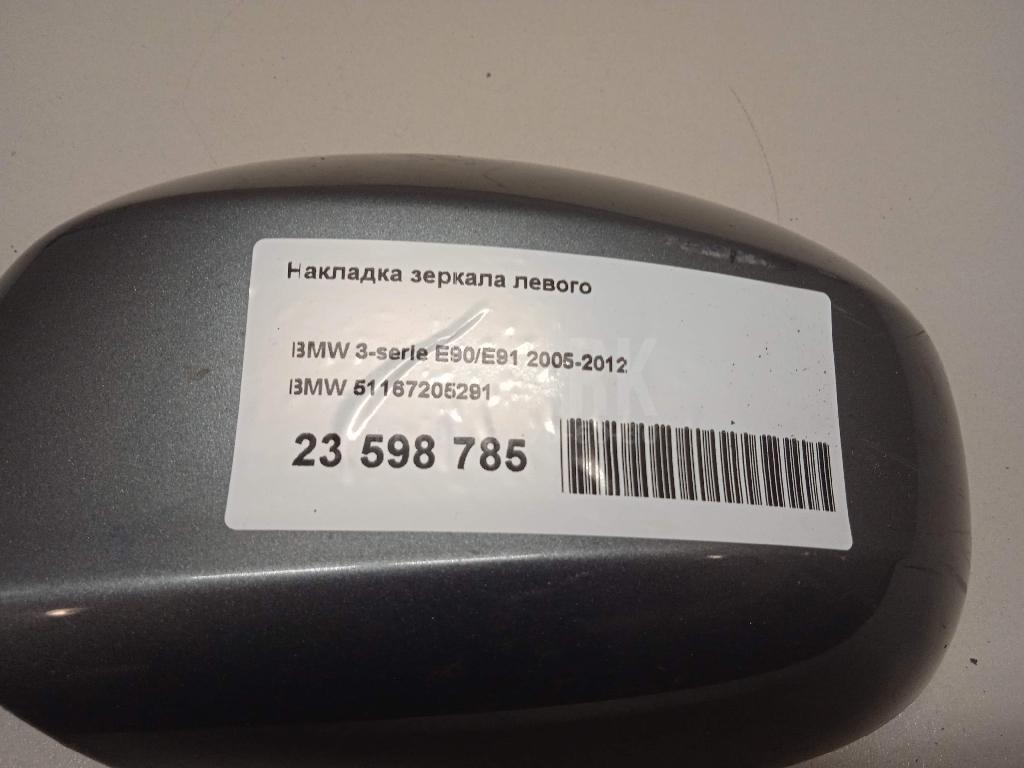 Накладка зеркала левого
BMW 3-serie E90/E91 2005-2012
BMW 51167205291
23 598 785